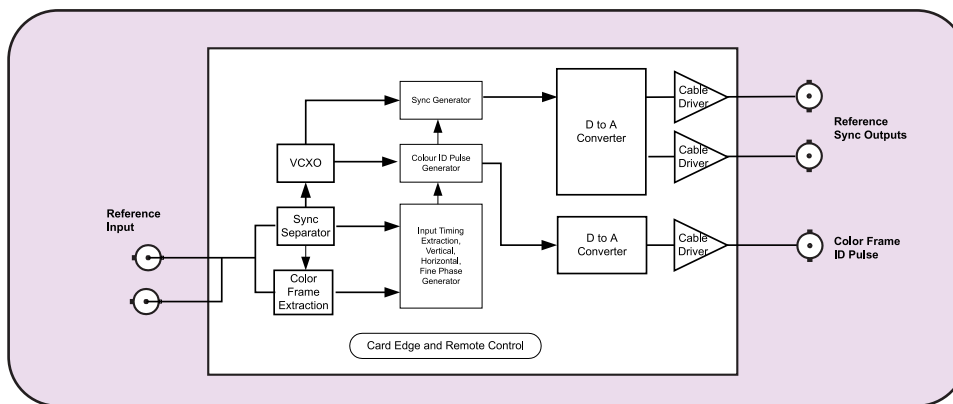 Reference
Input
VCXO
Sync
Separator
Color
Frame
Extraction
Sync Generator
Colour ID Pulse
Generator
Input Timing
Extraction,
Vertical,
Horizontal,
Fine Phase
Generator
D to A
Converter
D to A
Converter
Cable
Driver
Cable
Driver
Cable
Driver
Reference
Sync Outputs
Color Frame
ID Pulse
Card Edge and Remote Control